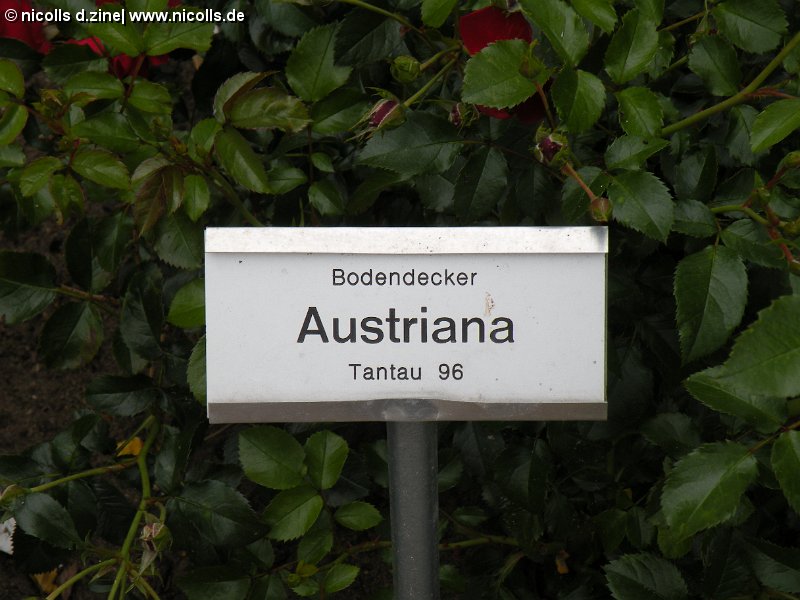 © nicolls d.zine| www.nicolls.de
Bodendecker
Austriana
Tantau 96